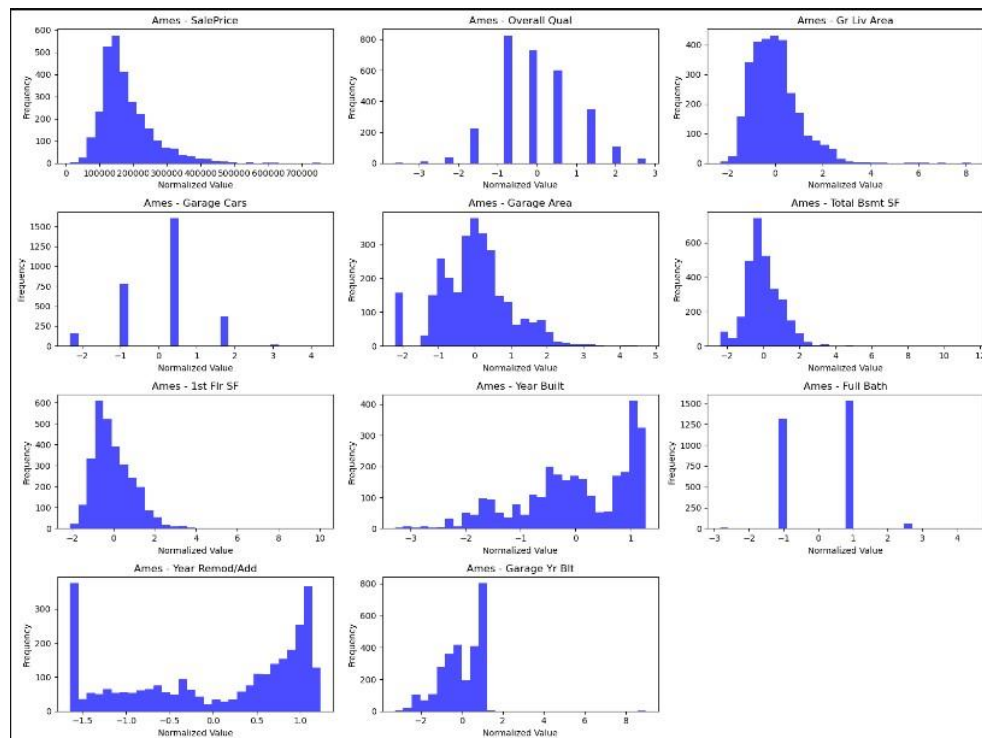 Ames - SalePrice
Frequency
600
500
400
300
200
100
0
0 100000 200000 300000 400000 500000 600000 700000
Normalized Value
Ames - Overall Qual
Frequency
800
600
400
200
0
−3 −2 −1 0 1 2 3
Normalized Value
Ames - Gr Liv Area
Frequency
400
300
200
100
0
−2 0 2 4 6 8
Normalized Value
Ames - Garage Cars
Frequency
1500
1250
1000
750
500
250
0
−2 −1 0 1 2 3 4
Normalized Value
Ames - Garage Area
Frequency
300
200
100
0
−2 −1 0 1 2 3 4 5
Normalized Value
Ames - Total Bsmt SF
Frequency
600
400
200
0
−2 0 2 4 6 8 10 12
Normalized Value
Ames - 1st Flr SF
Frequency
600
500
400
300
200
100
0
−2 0 2 4 6 8 10
Normalized Value
Ames - Year Built
Frequency
400
300
200
100
0
−3 −2 −1 0 1
Normalized Value
Ames - Full Bath
Frequency
1500
1250
1000
750
500
250
0
−3 −2 −1 0 1 2 3 4
Normalized Value
Ames - Year Remod/Add
Frequency
300
200
100
0
−1.5 −1.0 −0.5 0.0 0.5 1.0
Normalized Value
Ames - Garage Yr Blt
Frequency
800
600
400
200
0
−2 0 2 4 6 8
Normalized Value